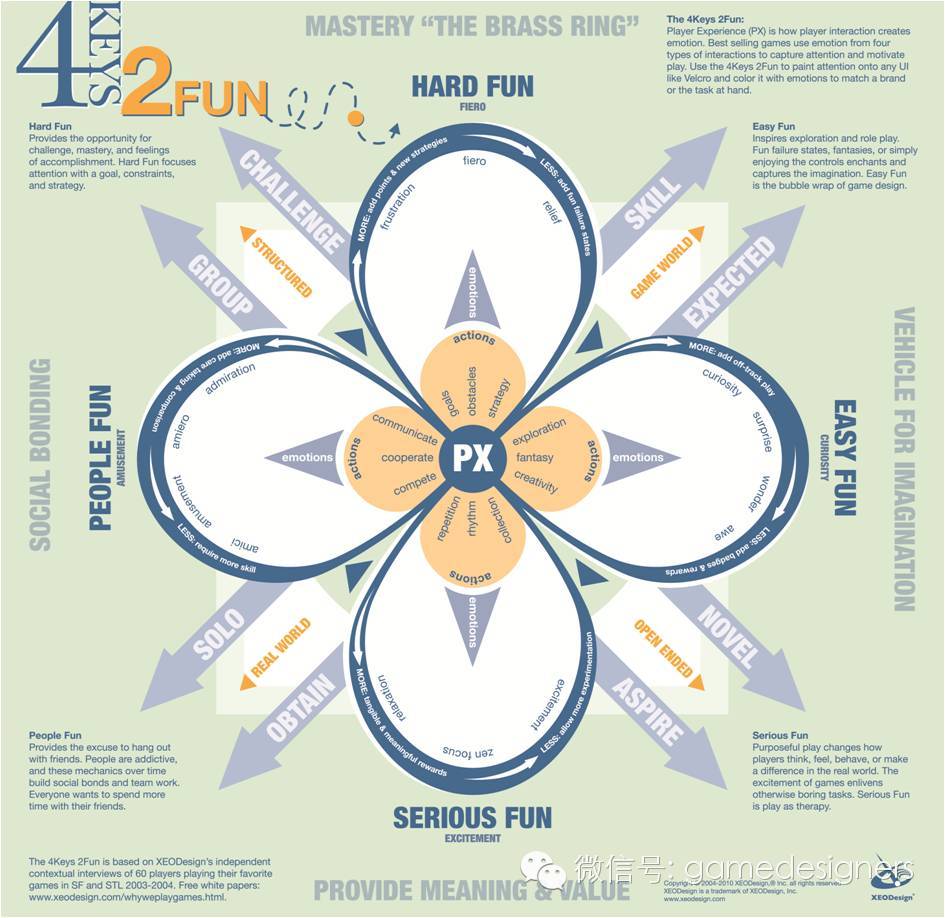 4 KEYS
2FUN
MASTERY “THE BRASS RING”
The 4Keys 2Fun:
Player Experience (PX) is how player interaction creates
emotion. Best selling games use emotion from four
types of interactions to capture attention and motivate
play. Use the 4Keys 2Fun to paint attention onto any UI
like Velcro and color it with emotions to match a brand
or the task at hand.
HARD FUN
FIERO
Hard Fun
Provides the opportunity for
challenge, mastery, and feelings
of accomplishment. Hard Fun focuses
attention with a goal, constraints,
and strategy.
Easy Fun
Inspires exploration and role play.
Fun failure states, fantasies, or simply
enjoying the controls enchants and
captures the imagination. Easy Fun
is the bubble wrap of game design.
CHALLENGE
SKILL
GROUP
EXPECTED
STRUCTURED
GAME WORLD
MORE: add points & new strategies
LESS: add fun failure states
frustration
fiero
relief
emotions
actions
goals
obstacles
strategy
SOCIAL BONDING
PEOPLE FUN
AMUSEMENT
MORE: add care taking & comparison
LESS: require more skill
admiration
amiero
amusement
amici
emotions
actions
communicate
cooperate
compete
PX
exploration
fantasy
creativity
actions
emotions
MORE: add off-track play
LESS: add badges & rewards
curiosity
surprise
wonder
awe
EASY FUN
CURIOSITY
VEHICLE FOR IMAGINATION
repetition
rhythm
collection
actions
emotions
MORE: tangible & meaningful rewards
LESS: allow more experimentation
relaxation
zen focus
excitement
SOLO
NOVEL
REAL WORLD
OPEN ENDED
OBTAIN
ASPIRE
People Fun
Provides the excuse to hang out
with friends. People are addictive,
and these mechanics over time
build social bonds and team work.
Everyone wants to spend more
time with their friends.
Serious Fun
Purposeful play changes how
players think, feel, behave, or make
a difference in the real world. The
excitement of games enlivens
otherwise boring tasks. Serious Fun
is play as therapy.
SERIOUS FUN
EXCITEMENT
PROVIDE MEANING & VALUE
The 4Keys 2Fun is based on XEODesign’s independent
contextual interviews of 60 players playing their favorite
games in SF and STL 2003-2004. Free white papers:
www.xeodesign.com/whyweplaygames.html.
微信号: gamedesigners
Copyright © 2004-2010 XEODesign,® Inc. all rights reserved
XEODesign is a trademark of XEODesign, Inc.
www.xeodesign.com
XEODESIGN®